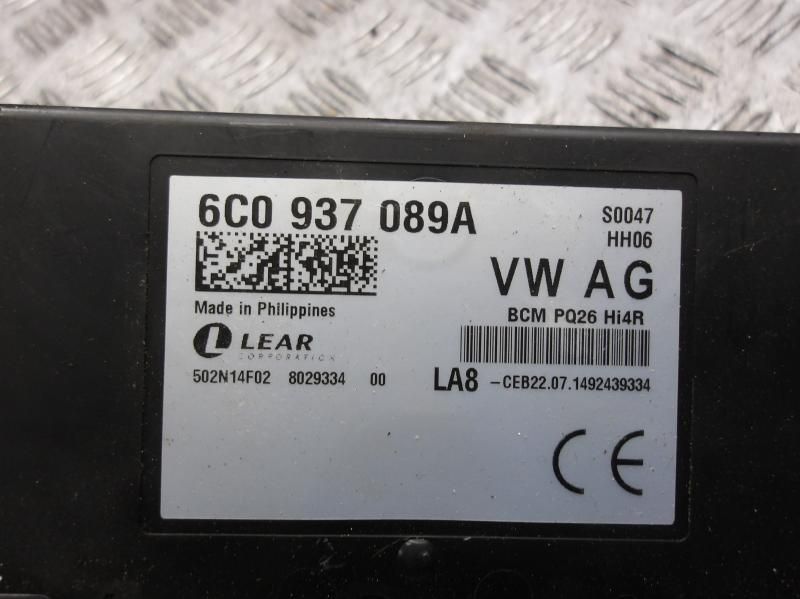 6C0 937 089A
S0047
HH06
VW AG
BCM PQ26 Hi4R
Made in Philippines
LEAR
CORPORATION
502N14F02 8029334 00
LA8 -CEB22.07.1492439334
CE